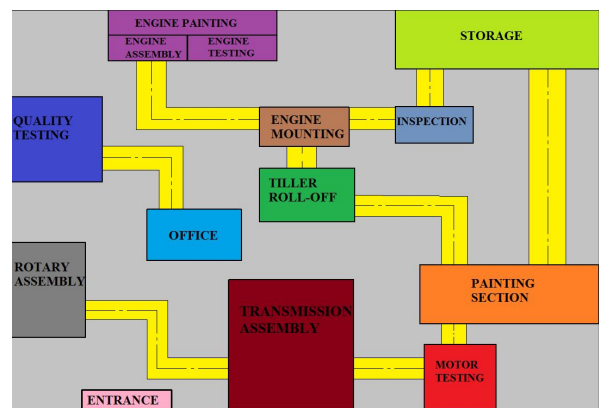 ENGINE PAINTING
ENGINE
ASSEMBLY
ENGINE
TESTING
STORAGE
QUALITY
TESTING
ENGINE
MOUNTING
INSPECTION
TILLER
ROLL-OFF
OFFICE
ROTARY
ASSEMBLY
PAINTING
SECTION
TRANSMISSION
ASSEMBLY
MOTOR
TESTING
ENTRANCE